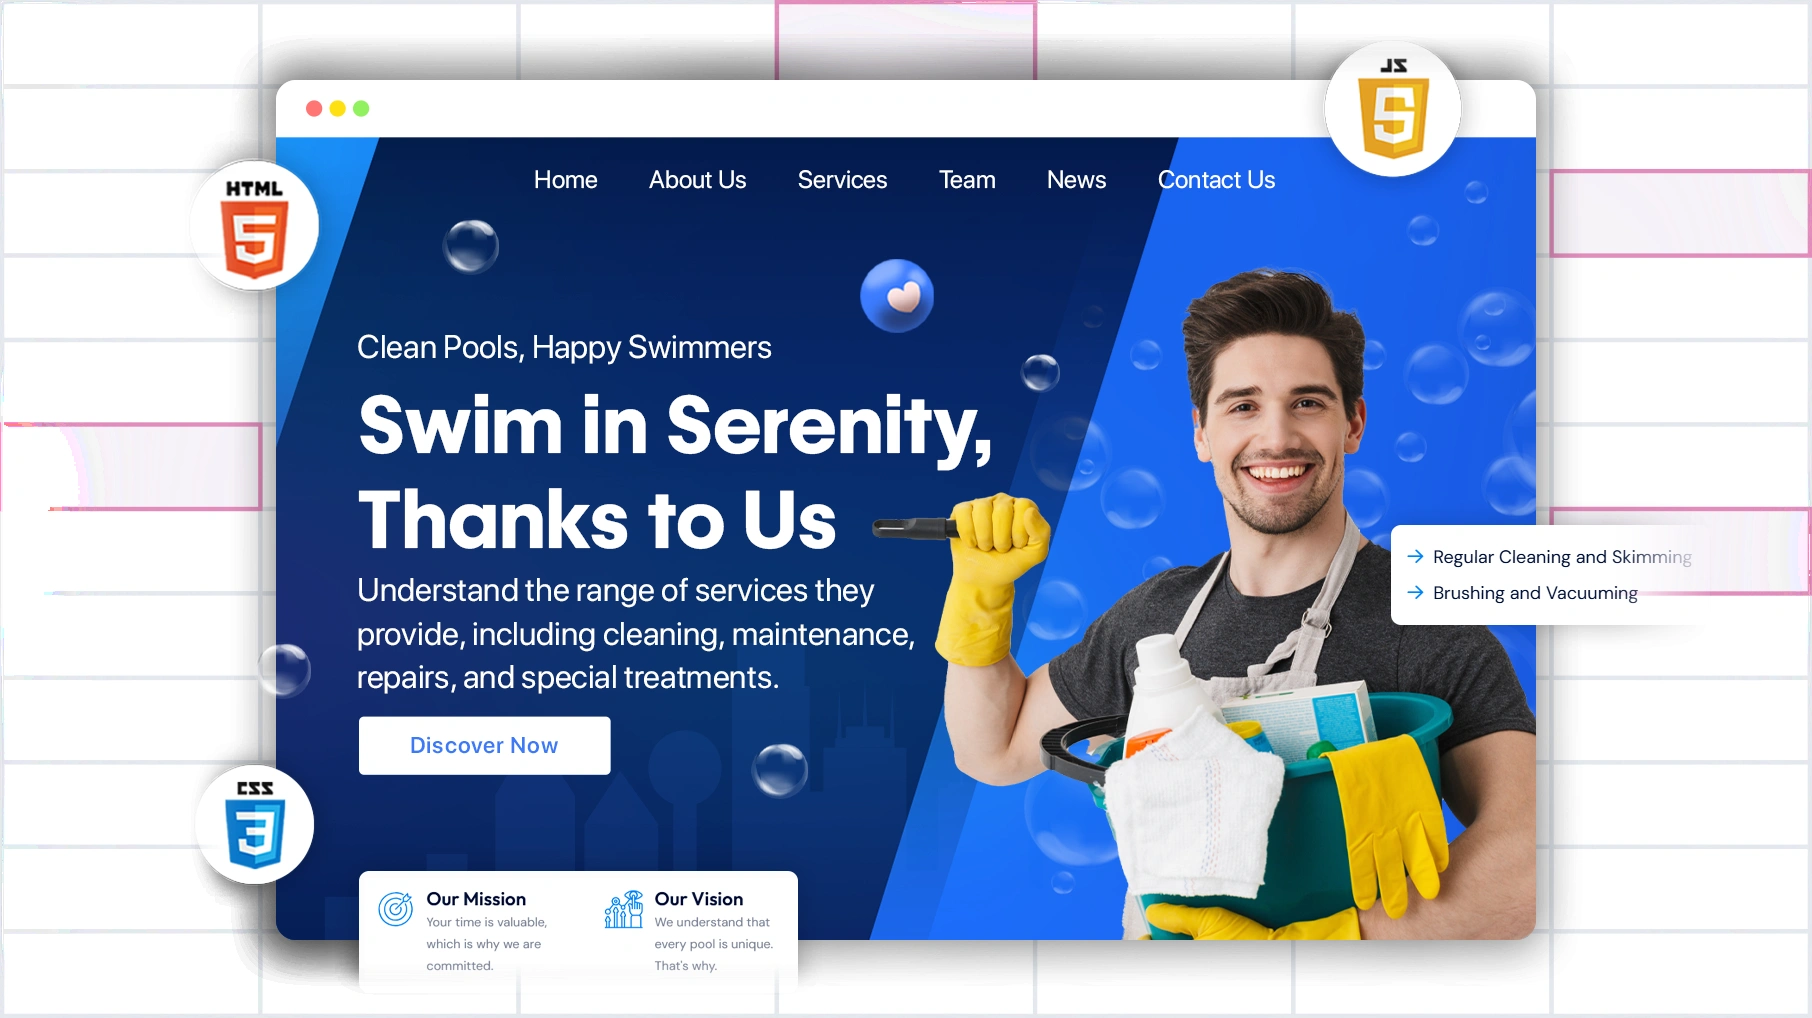 JS
HTML
5
Home About Us Services Team News Contact Us
Clean Pools, Happy Swimmers
Swim in Serenity,
Thanks to Us
Understand the range of services they
provide, including cleaning, maintenance,
repairs, and special treatments.
Discover Now
→ Regular Cleaning and Skimming
→ Brushing and Vacuuming
CSS
3
Our Mission
Your time is valuable,
which is why we are
committed.
Our Vision
We understand that
every pool is unique.
That's why.